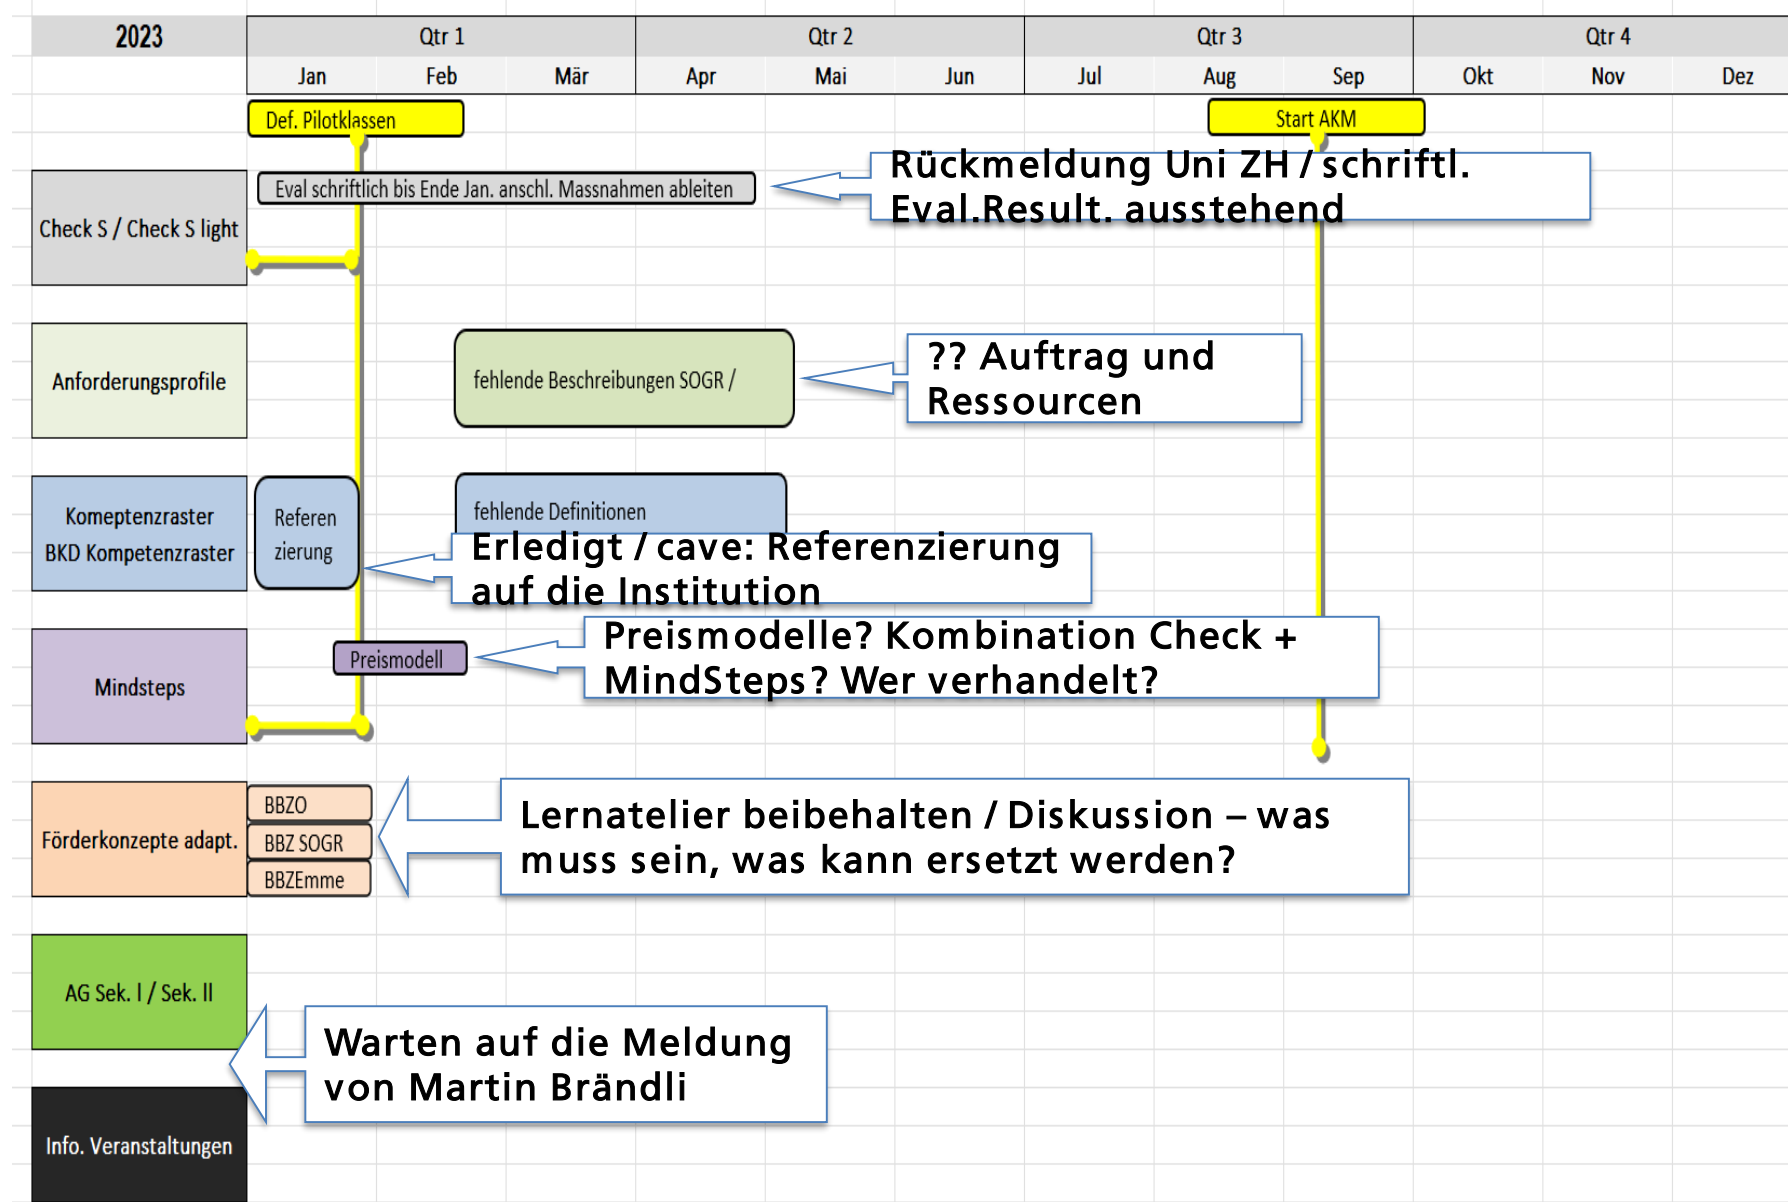 2023
Qtr 1
Qtr 2
Qtr 3
Qtr 4
Jan
Feb
Mär
Apr
Mai
Jun
Jul
Aug
Sep
Okt
Nov
Dez
Def. Pilotklassen
Start AKM
Check S / Check S light
Eval schriftlich bis Ende Jan. anschl. Massnahmen ableiten
Rückmeldung Uni ZH / schriftl.
Eval.Result. ausstehend
Anforderungsprofile
fehlende Beschreibungen SOGR /
?? Auftrag und
Ressourcen
Komeptenzraster
BKD Kompetenzraster
Referen
zierung
fehlende Definitionen
Erledigt / cave: Referenzierung
auf die Institution
Mindsteps
Preismodell
Preismodelle? Kombination Check +
MindSteps? Wer verhandelt?
Förderkonzepte adapt.
BBZO
BBZ SOGR
BBZEmme
Lernatelier beibehalten / Diskussion – was
muss sein, was kann ersetzt werden?
AG Sek. I / Sek. II
Warten auf die Meldung
von Martin Brändli
Info. Veranstaltungen